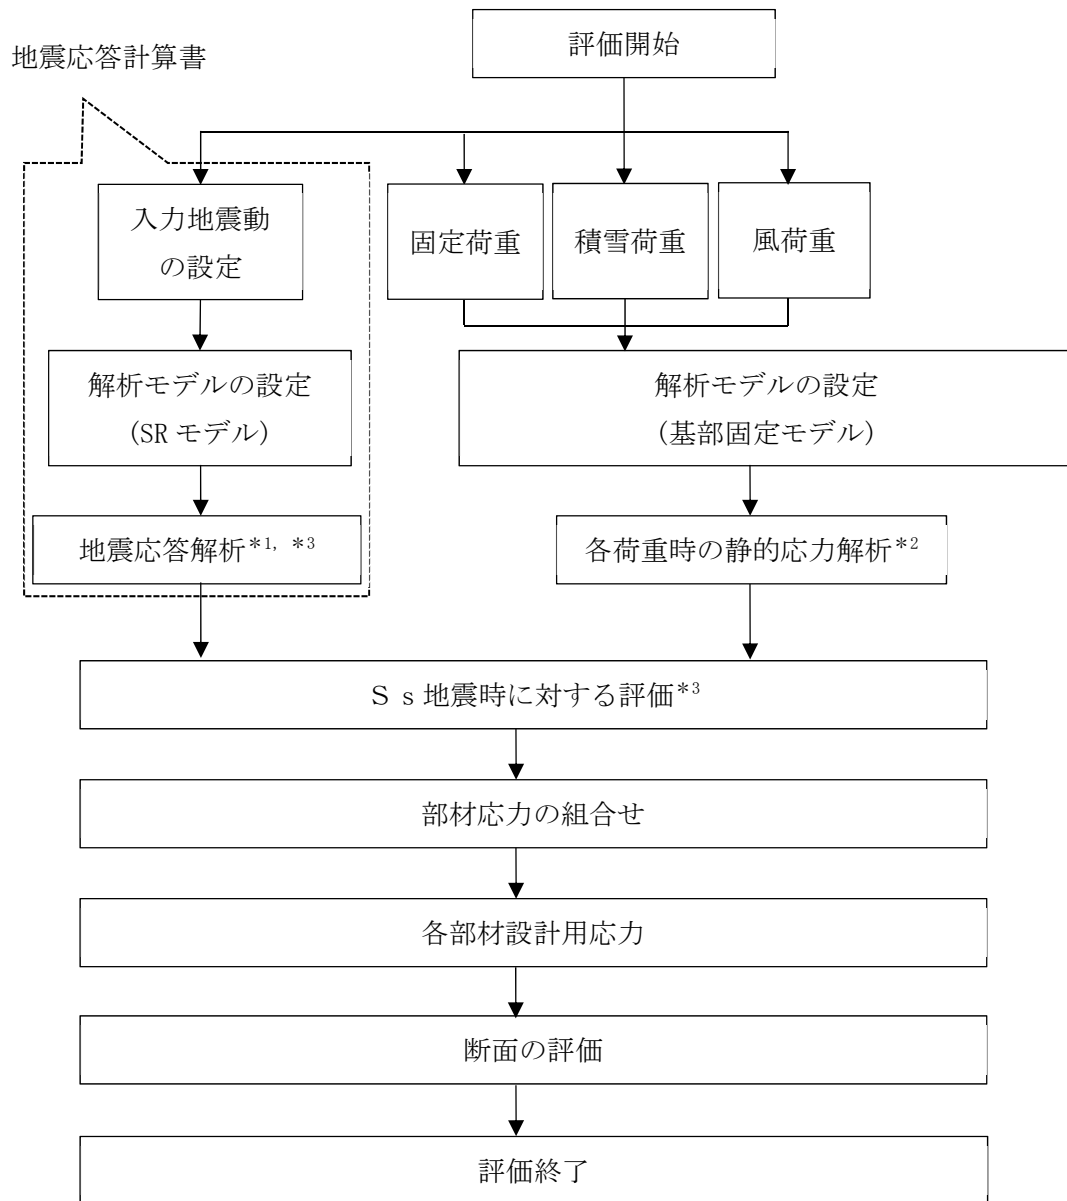 評価開始
地震応答計算書
入力地震動
の設定
固定荷重
積雪荷重
風荷重
解析モデルの設定
(SR モデル)
解析モデルの設定
(基部固定モデル)
地震応答解析*1, *3
各荷重時の静的応力解析*2
Ｓｓ地震時に対する評価*3
部材応力の組合せ
各部材設計用応力
断面の評価
評価終了